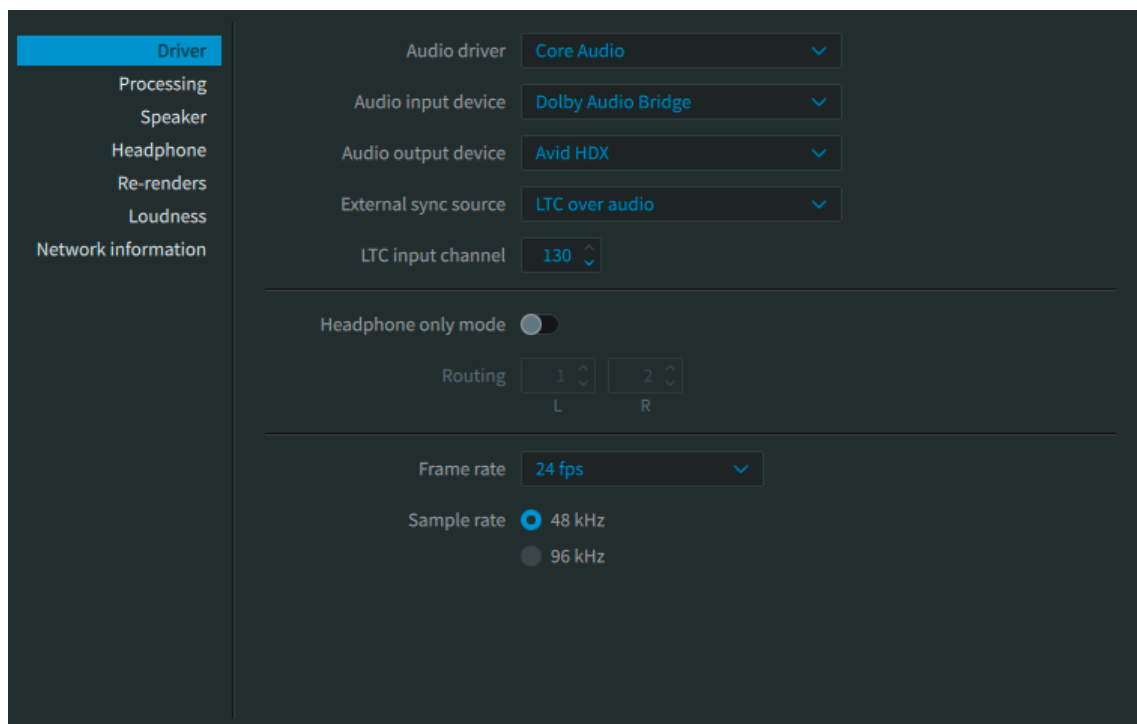 Driver
Processing
Speaker
Headphone
Re-renders
Loudness
Network information
Audio driver Core Audio
Audio input device Dolby Audio Bridge
Audio output device Avid HDX
External sync source LTC over audio
LTC input channel 130
Headphone only mode
Routing 1 2
L R
Frame rate 24 fps
Sample rate 48 kHz
96 kHz